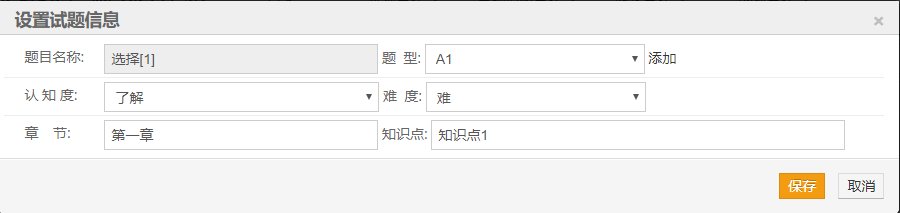 设置试题信息 ×
题目名称: 选择[1] 题 型: A1 添加
认 知 度: 了解 难 度: 难
章 节: 第一章 知识点: 知识点1
保存 取消